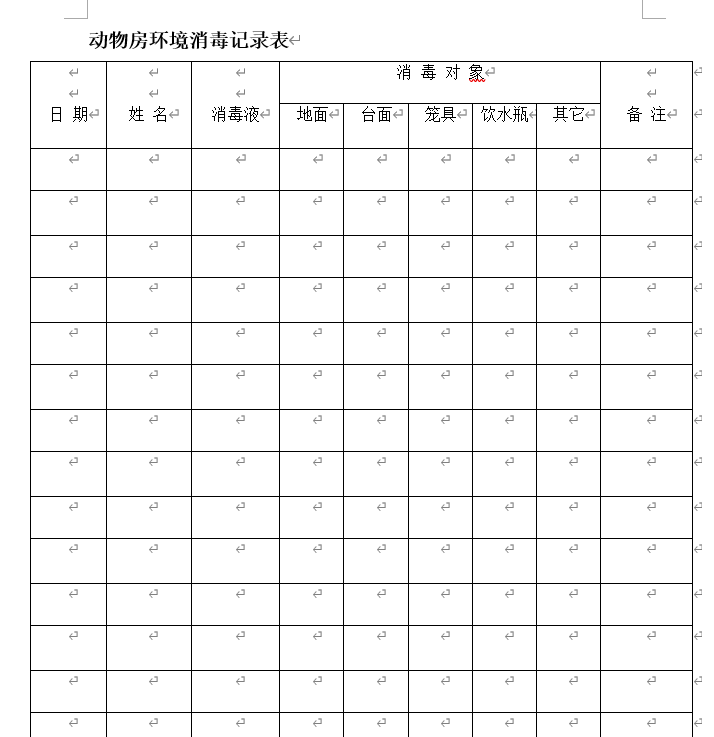 动物房环境消毒记录表
消 毒 对 象
日 期 姓 名 消毒液 地面 台面 笼具 饮水瓶 其它 备 注